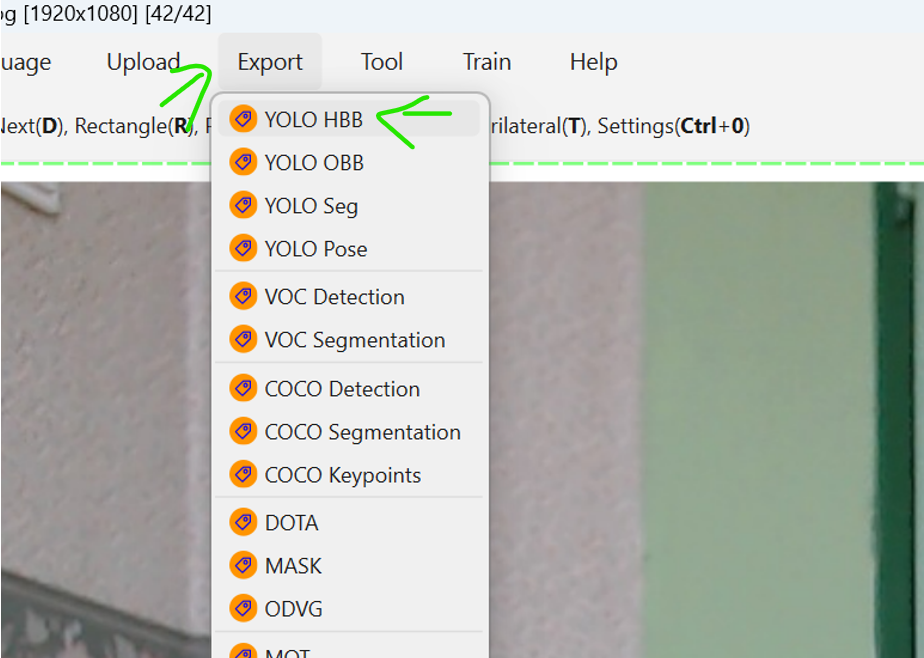 og [1920x1080] [42/42]
uage Upload Export Tool Train Help
Next(D), Rectangle(R), rilateral(T), Settings(Ctrl+0)
YOLO HBB
YOLO OBB
YOLO Seg
YOLO Pose
VOC Detection
VOC Segmentation
COCO Detection
COCO Segmentation
COCO Keypoints
DOTA
MASK
ODVG
MOT